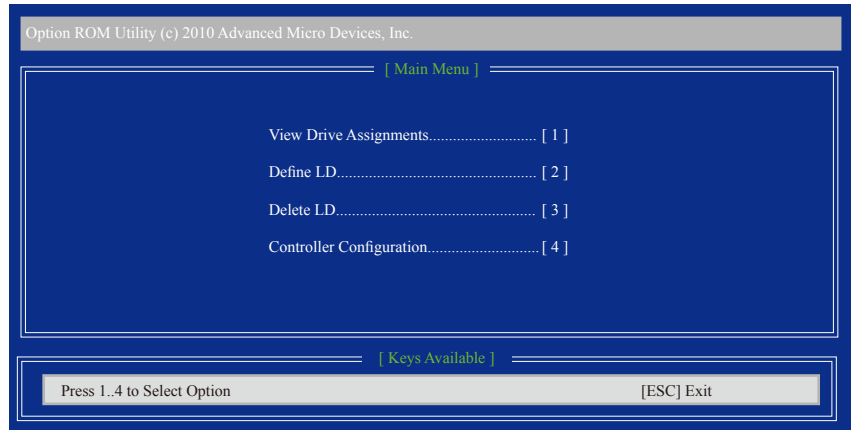 Option ROM Utility (c) 2010 Advanced Micro Devices, Inc.
[ Main Menu ]
View Drive Assignments........................... [ 1 ]
Define LD.................................................. [ 2 ]
Delete LD.................................................. [ 3 ]
Controller Configuration............................[ 4 ]
[ Keys Available ]
Press 1..4 to Select Option [ESC] Exit